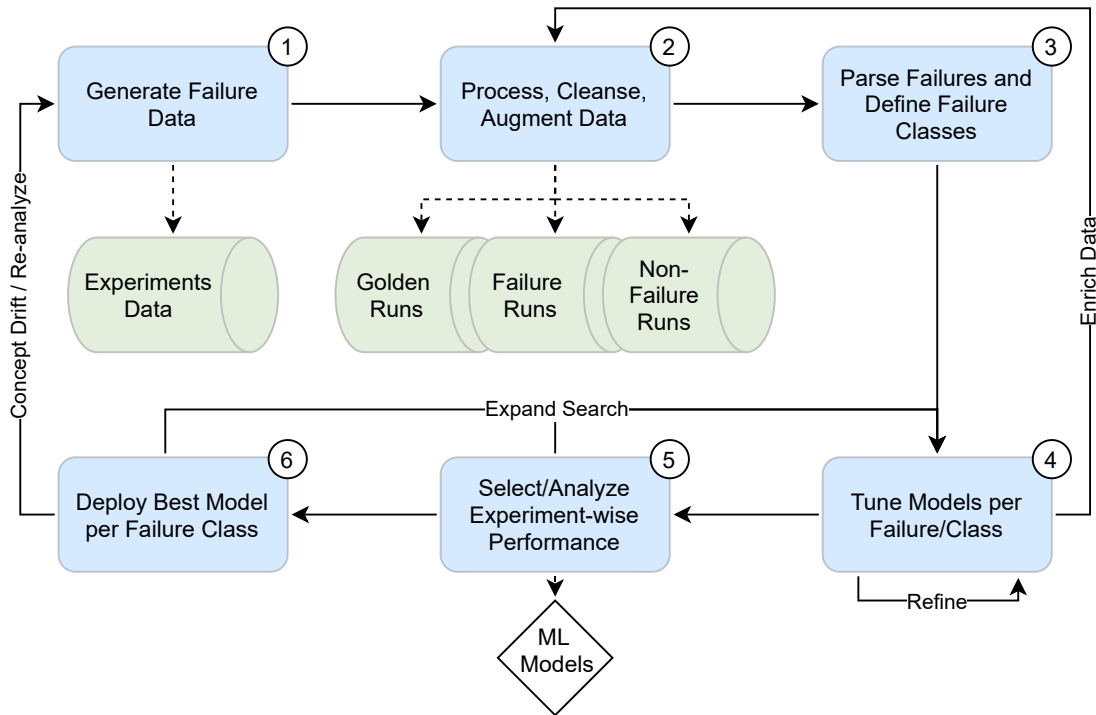 1
Generate Failure
Data
2
Process, Cleanse,
Augment Data
3
Parse Failures and
Define Failure
Classes
Experiments
Data
Golden
Runs
Failure
Runs
Non-
Failure
Runs
Concept Drift / Re-analyze
Enrich Data
Expand Search
6
Deploy Best Model
per Failure Class
5
Select/Analyze
Experiment-wise
Performance
4
Tune Models per
Failure/Class
Refine
ML
Models